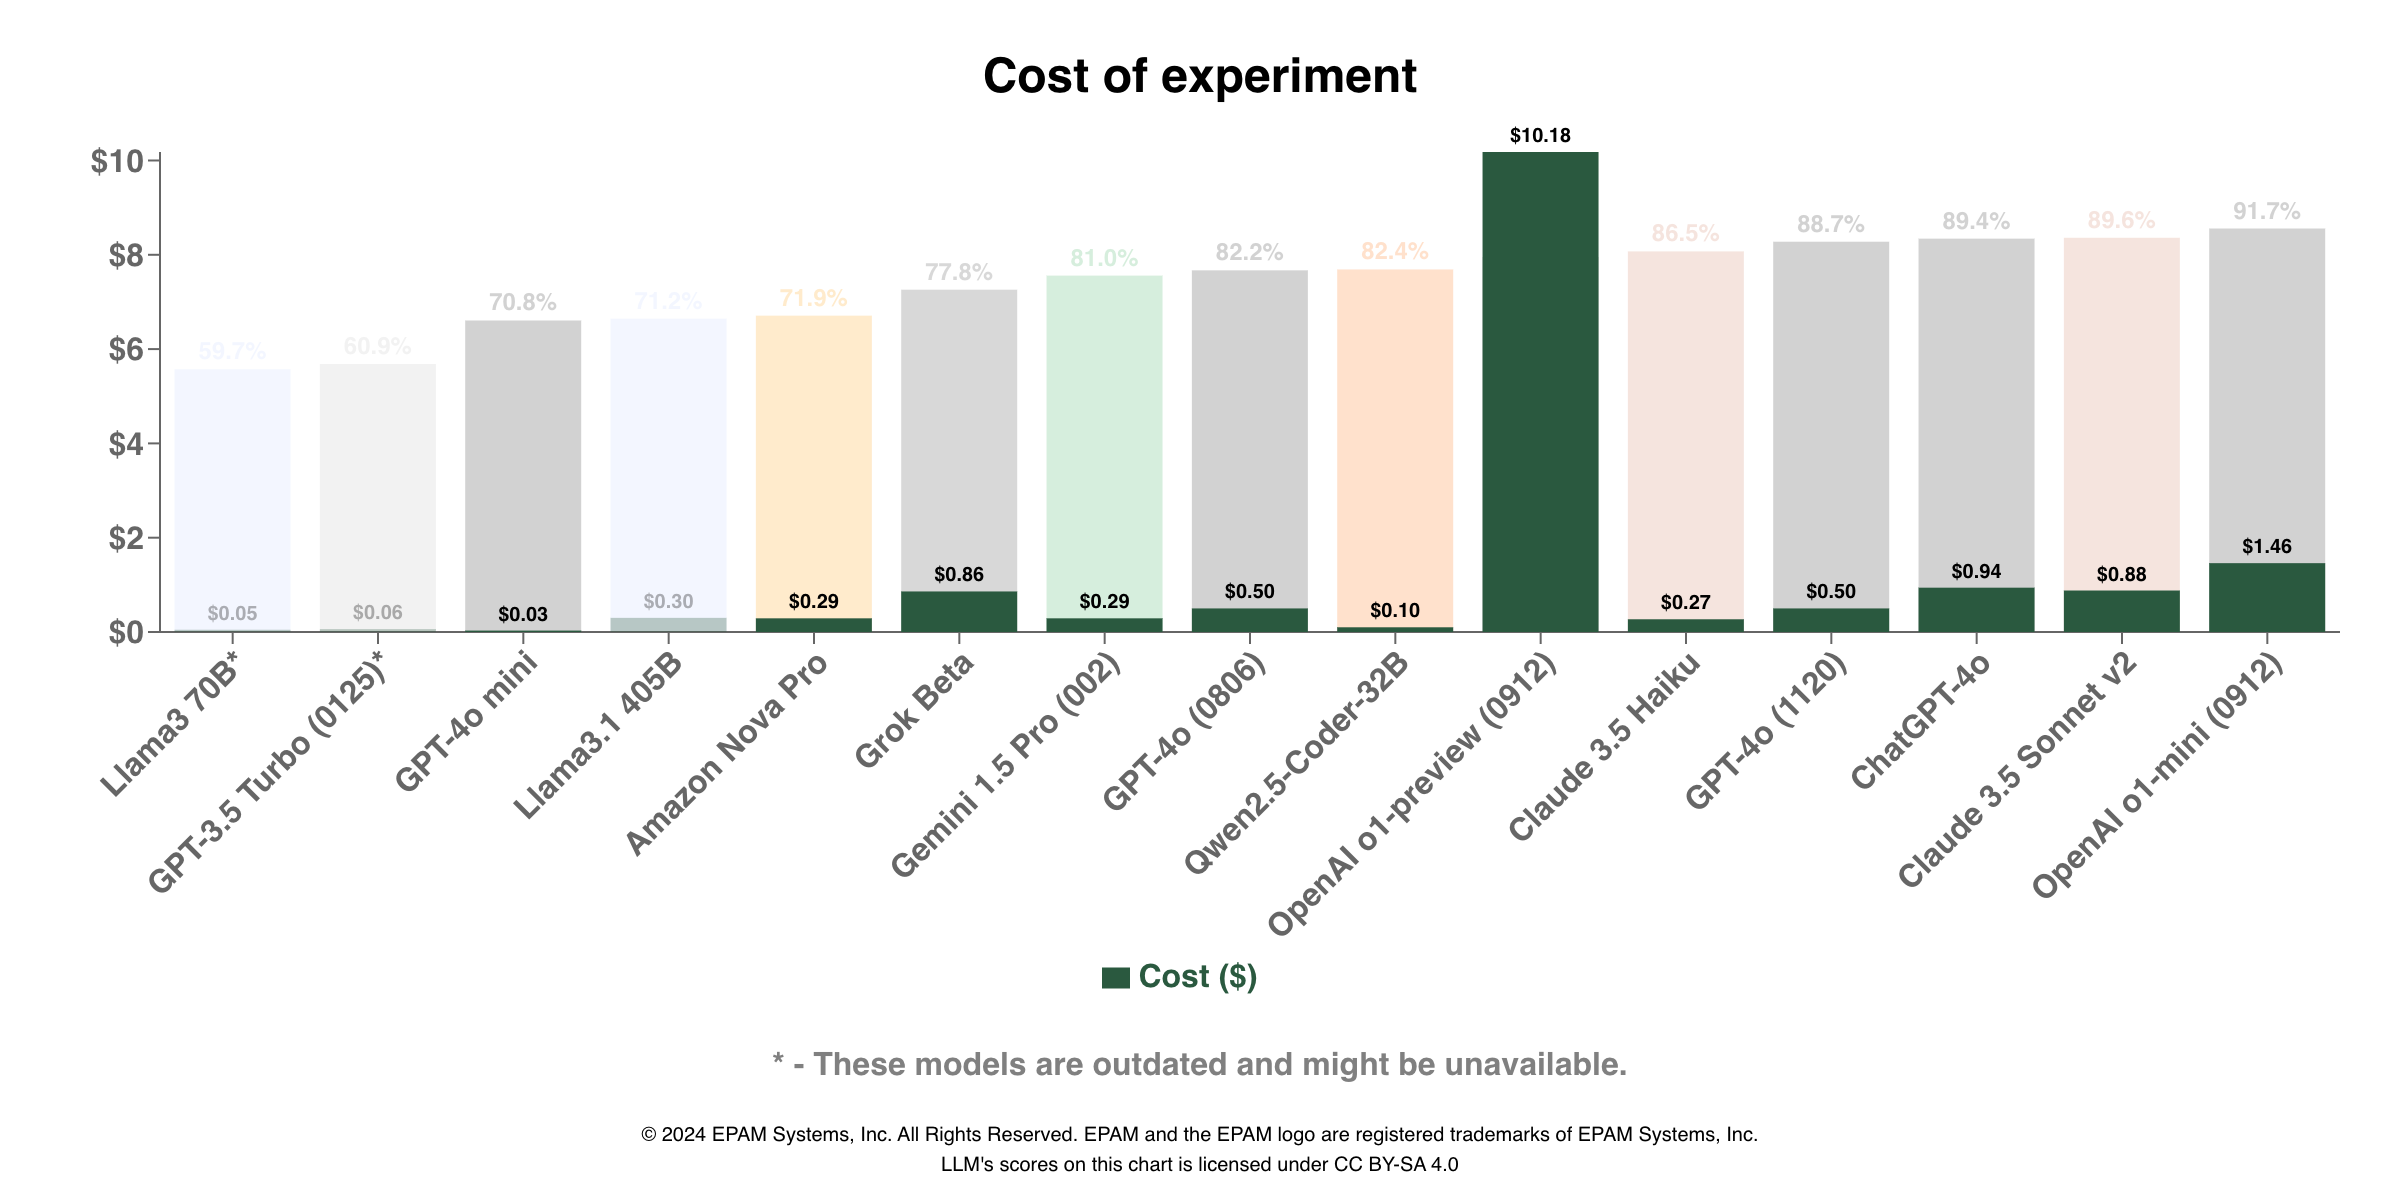 Cost of experiment
$10.18
$10
91.7%
89.6%
89.4%
88.7%
86.5%
$8
82.4%
82.2%
81.0%
77.8%
71.9%
71.2%
70.8%
$6
60.9%
59.7%
$4
$2
$0
$0.05
$0.06
$0.03
$0.30
$0.29
$0.86
$0.29
$0.50
$0.10
$0.27
$0.50
$0.94
$0.88
$1.46
Llama3 70B*
GPT-3.5 Turbo (0125)*
GPT-4o mini
Llama3.1 405B
Amazon Nova Pro
Grok Beta
Gemini 1.5 Pro (002)
GPT-4o (0806)
Qwen2.5-Coder-32B
OpenAI o1-preview (0912)
Claude 3.5 Haiku
GPT-4o (1120)
ChatGPT-4o
Claude 3.5 Sonnet v2
OpenAI o1-mini (0912)
Cost ($)
* - These models are outdated and might be unavailable.
© 2024 EPAM Systems, Inc. All Rights Reserved. EPAM and the EPAM logo are registered trademarks of EPAM Systems, Inc.
LLM's scores on this chart is licensed under CC BY-SA 4.0